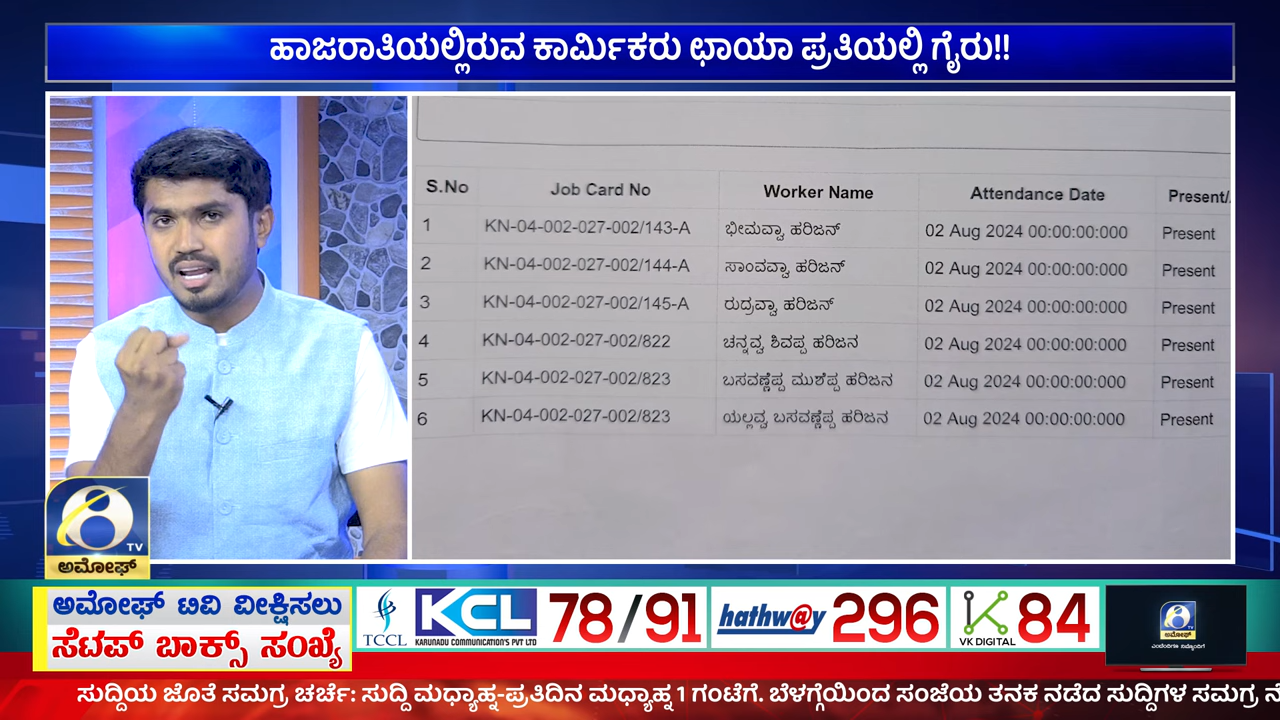 ಹಾಜರಾತಿಯಲ್ಲಿರುವ ಕಾರ್ಮಿಕರು ಛಾಯಾ ಪ್ರತಿಯಲ್ಲಿ ಗೈರು!!
S.No Job Card No Worker Name Attendance Date Present/
1 KN-04-002-027-002/143-A ಭೀಮವ್ವಾ ಹರಿಜನ್ 02 Aug 2024 00:00:00:000 Present
2 KN-04-002-027-002/144-A ಸಾಂವವ್ವಾ ಹರಿಜನ್ 02 Aug 2024 00:00:00:000 Present
3 KN-04-002-027-002/145-A ರುದ್ರವ್ವಾ ಹರಿಜನ್ 02 Aug 2024 00:00:00:000 Present
4 KN-04-002-027-002/822 ಚನ್ನವ್ವ ಶಿವಪ್ಪ ಹರಿಜನ 02 Aug 2024 00:00:00:000 Present
5 KN-04-002-027-002/823 ಬಸವಣ್ಣೆಪ್ಪ ಮುಶೆಪ್ಪ ಹರಿಜನ 02 Aug 2024 00:00:00:000 Present
6 KN-04-002-027-002/823 ಯಲ್ಲವ್ವ ಬಸವಣ್ಣೆಪ್ಪ ಹರಿಜನ 02 Aug 2024 00:00:00:000 Present
8 TV
ಅಮೋಘ್
ಅಮೋಘ್ ಟಿವಿ ವೀಕ್ಷಿಸಲು
ಸೆಟಪ್ ಬಾಕ್ಸ್ ಸಂಖ್ಯೆ
TCCL
KCL
KARUNADU COMMUNICATION'S PVT LTD
78/91
hathw@y 296
VK DIGITAL
84
ಅಮೋಘ್
ಎಂದೆಂದಿಗೂ ನಿಮ್ಮೊಂದಿಗೆ
ಸುದ್ದಿಯ ಜೊತೆ ಸಮಗ್ರ ಚರ್ಚೆ: ಸುದ್ದಿ ಮಧ್ಯಾಹ್ನ-ಪ್ರತಿದಿನ ಮಧ್ಯಾಹ್ನ 1 ಗಂಟೆಗೆ. ಬೆಳಗ್ಗೆಯಿಂದ ಸಂಜೆಯ ತನಕ ನಡೆದ ಸುದ್ದಿಗಳ ಸಮಗ್ರ